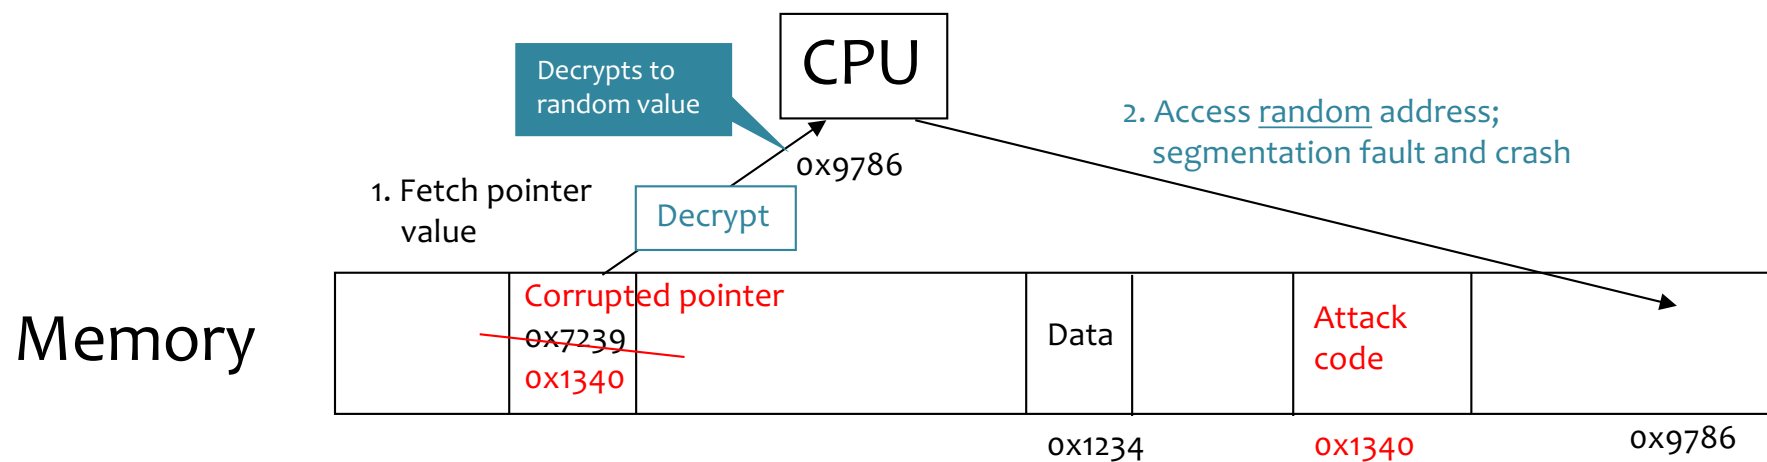 CPU
Decrypts to
random value
2. Access random address;
segmentation fault and crash
0x9786
1. Fetch pointer
value
Decrypt
Memory
Corrupted pointer
0x7239
0x1340
Data
Attack
code
0x1234
0x1340
0x9786